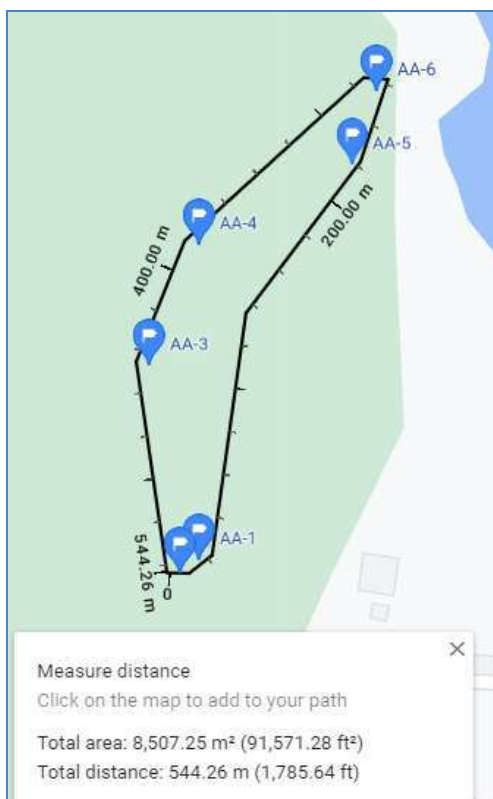 AA-6
AA-5
200.00 m
AA-4
400.00 m
AA-3
AA-1
544.26 m
0
Measure distance
Click on the map to add to your path
Total area: 8,507.25 m² (91,571.28 ft²)
Total distance: 544.26 m (1,785.64 ft)